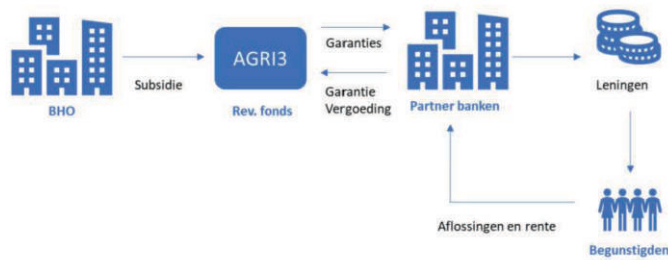 AGRI3
Garanties
Subsidie
Garantie
Vergoeding
Leningen
BHO
Rev. fonds
Partner banken
Aflossingen en rente
Begunstigden